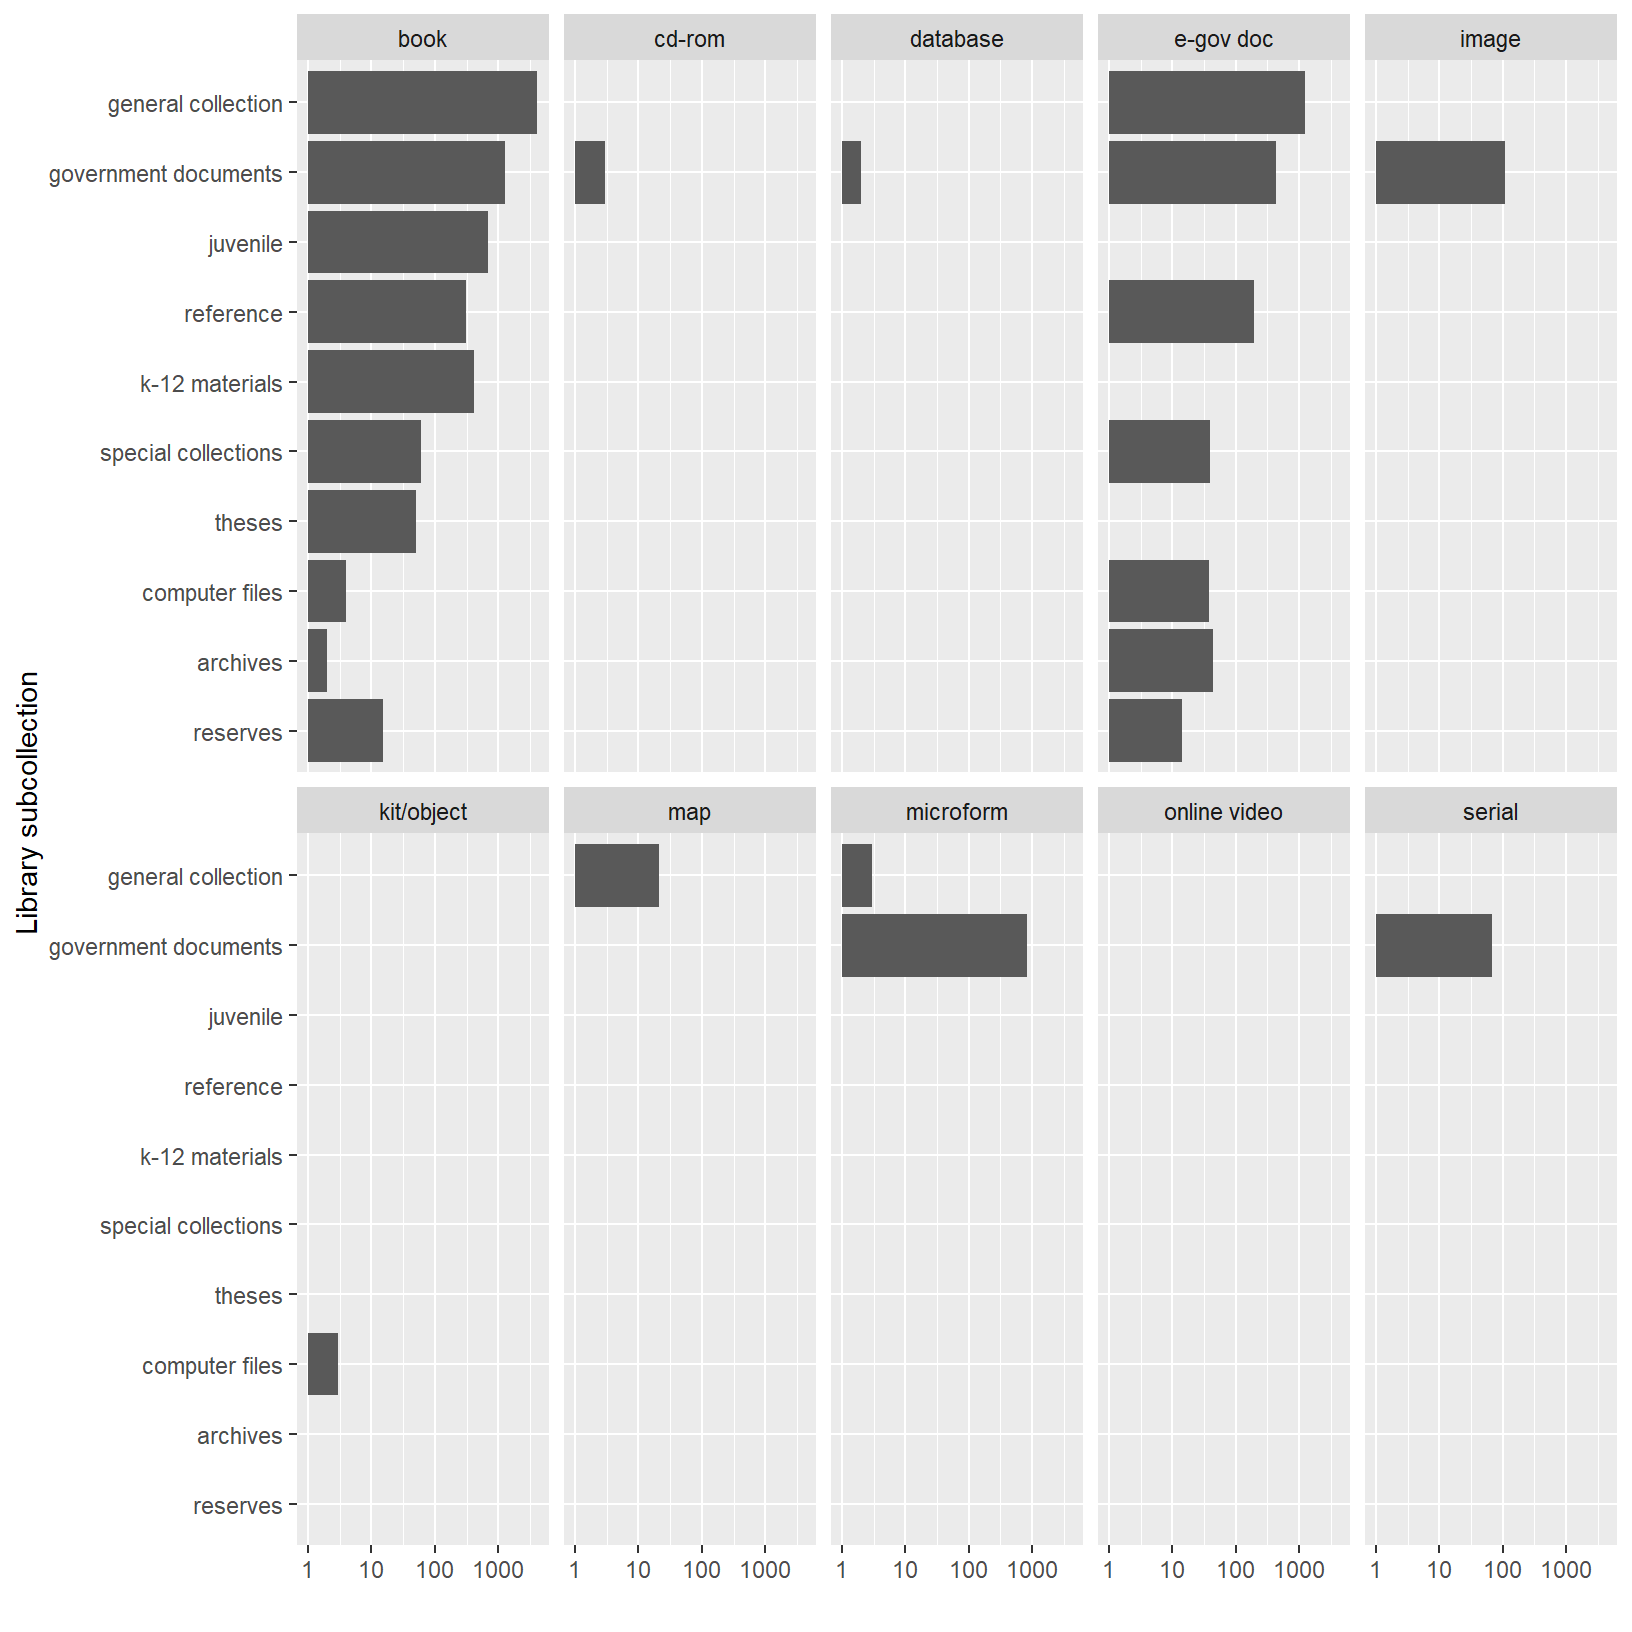 book cd-rom database e-gov doc image
general collection
government documents
juvenile
reference
k-12 materials
special collections
theses
computer files
archives
reserves
Library subcollection
kit/object map microform online video serial
general collection
government documents
juvenile
reference
k-12 materials
special collections
theses
computer files
archives
reserves
1 10 100 1000 1 10 100 1000 1 10 100 1000 1 10 100 1000 1 10 100 1000